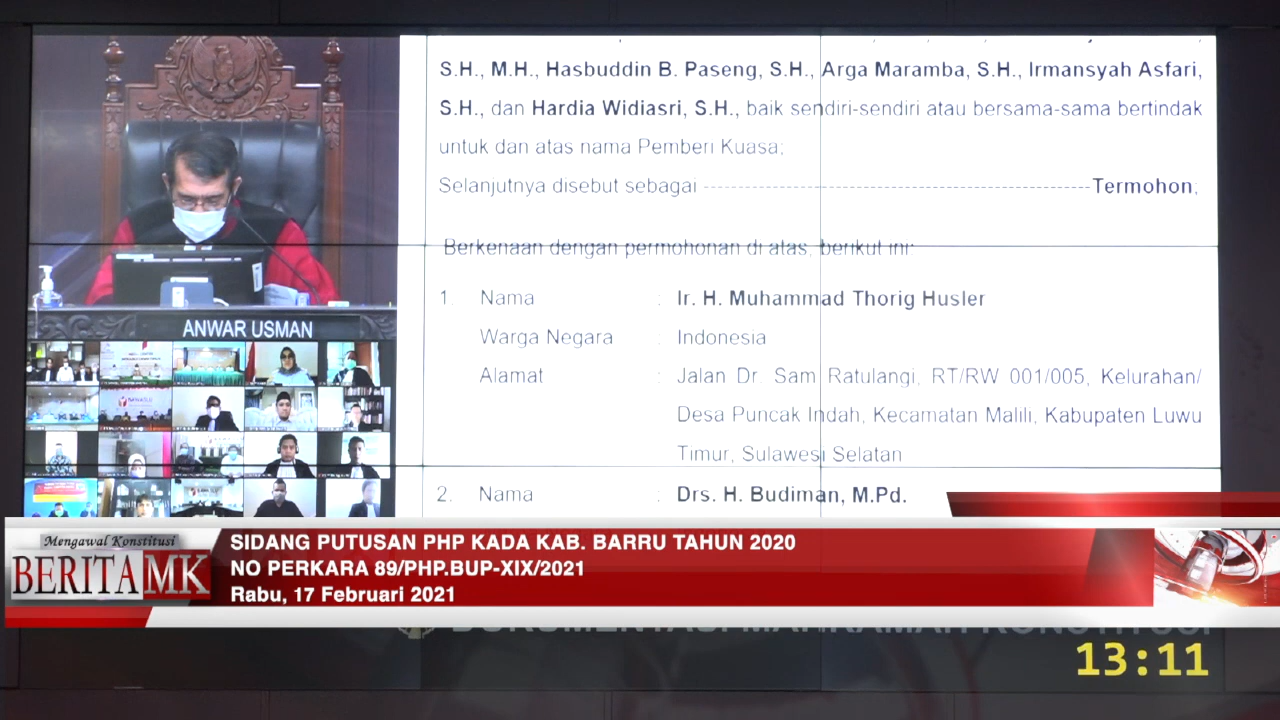 S.H., M.H., Hasbuddin B. Paseng, S.H., Arga Maramba, S.H., Irmansyah Asfari,
S.H., dan Hardia Widiasri, S.H., baik sendiri-sendiri atau bersama-sama bertindak
untuk dan atas nama Pemberi Kuasa;
Selanjutnya disebut sebagai ----------------------------------------------------------Termohon;
Berkenaan dengan permohonan di atas, berikut ini:
1. Nama : Ir. H. Muhammad Thorig Husler
Warga Negara : Indonesia
Alamat : Jalan Dr. Sam Ratulangi, RT/RW 001/005, Kelurahan/
Desa Puncak Indah, Kecamatan Malili, Kabupaten Luwu
Timur, Sulawesi Selatan
2. Nama : Drs. H. Budiman, M.Pd.
ANWAR USMAN
Mengawal Konstitusi
BERITA MK
SIDANG PUTUSAN PHP KADA KAB. BARRU TAHUN 2020
NO PERKARA 89/PHP.BUP-XIX/2021
Rabu, 17 Februari 2021
DOKUMENTASI MAHKAMAH KONSTITUSI
13:11